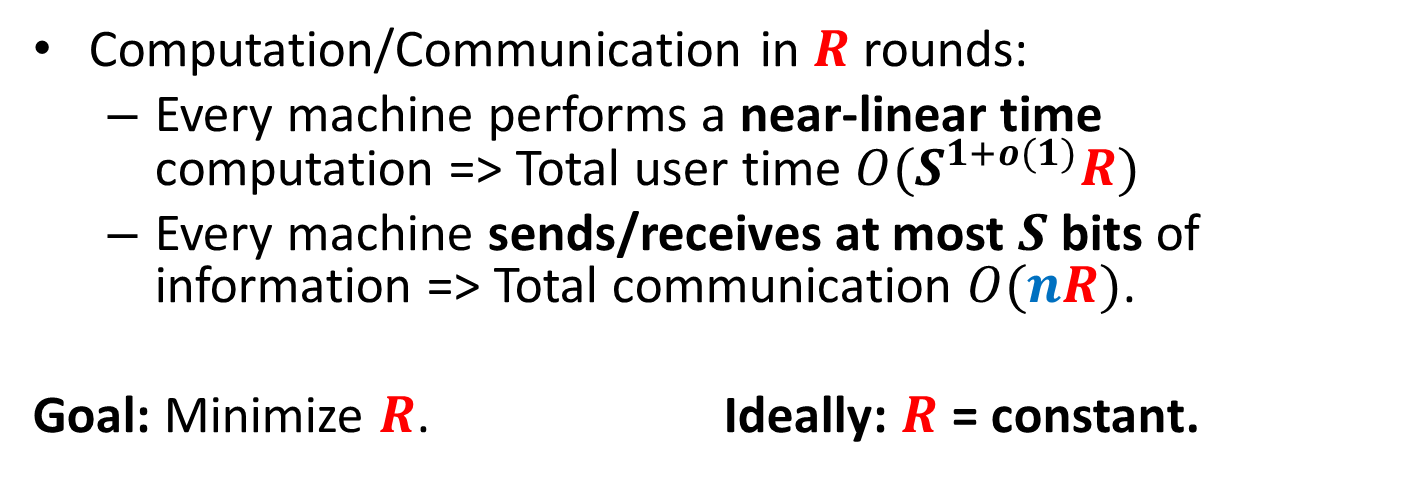 • Computation/Communication in R rounds:
– Every machine performs a near-linear time
computation => Total user time O(S^{1+o(1)}R)
– Every machine sends/receives at most S bits of
information => Total communication O(nR).
Goal: Minimize R. Ideally: R = constant.